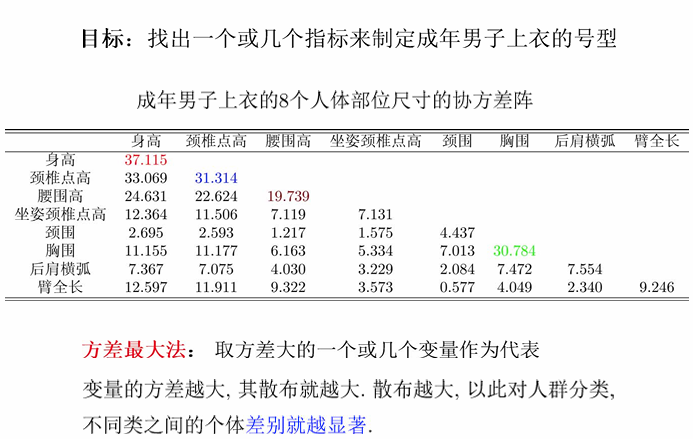 目标：找出一个或几个指标来制定成年男子上衣的号型
成年男子上衣的8个人体部位尺寸的协方差阵
身高 颈椎点高 腰围高 坐姿颈椎点高 颈围 胸围 后肩横弧 臂全长
身高 37.115
颈椎点高 33.069 31.314
腰围高 24.631 22.624 19.739
坐姿颈椎点高 12.364 11.506 7.119 7.131
颈围 2.695 2.593 1.217 1.575 4.437
胸围 11.155 11.177 6.163 5.334 7.013 30.784
后肩横弧 7.367 7.075 4.030 3.229 2.084 7.472 7.554
臂全长 12.597 11.911 9.322 3.573 0.577 4.049 2.340 9.246
方差最大法： 取方差大的一个或几个变量作为代表
变量的方差越大, 其散布就越大. 散布越大, 以此对人群分类,
不同类之间的个体差别就越显著.